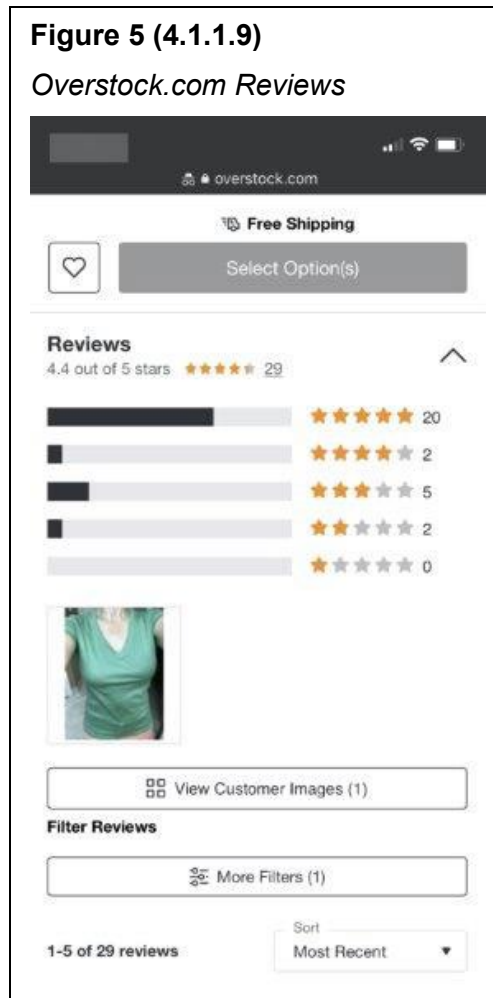 Figure 5 (4.1.1.9)
Overstock.com Reviews
overstock.com
Free Shipping
Select Option(s)
Reviews
4.4 out of 5 stars 29
20
2
5
2
0
View Customer Images (1)
Filter Reviews
More Filters (1)
Sort
1-5 of 29 reviews Most Recent